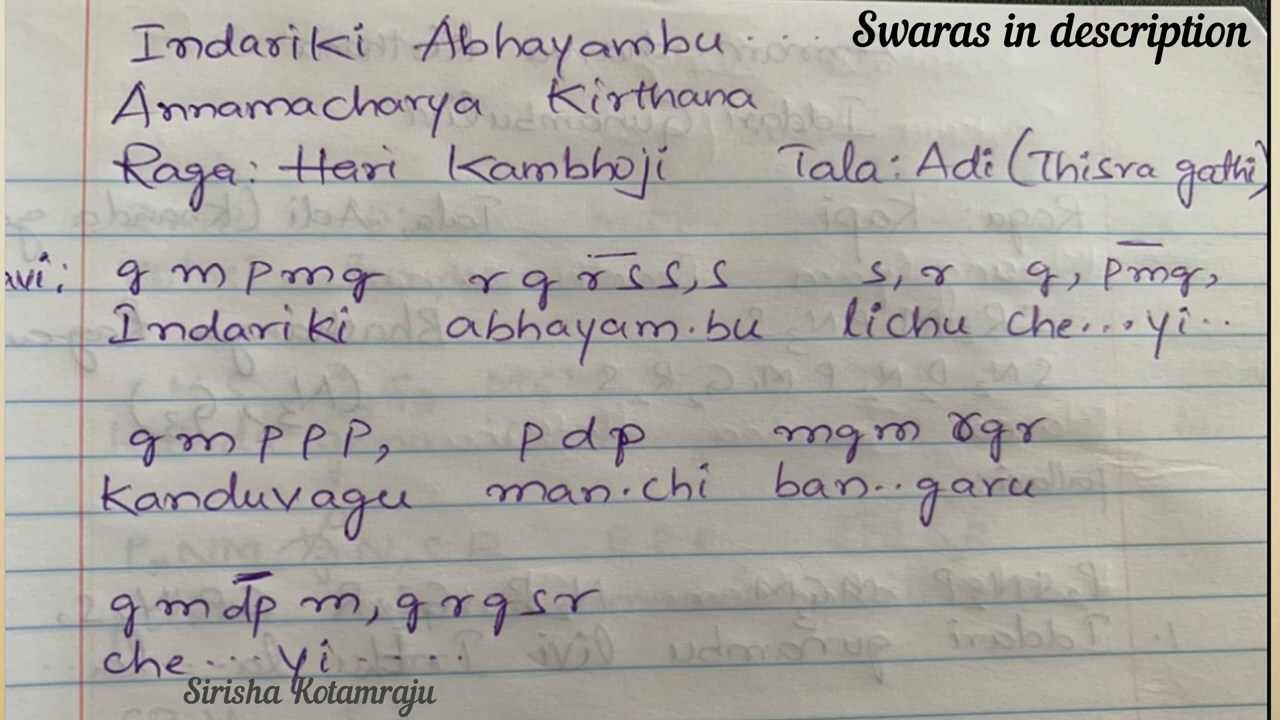 Swaras in description
Indariki Abhayambu
Annamacharya Kirthana
Raga: Hari Kambhoji Tala: Adi (Thisra gathi)
avi: g m p m g r g r s s, s s, r g, p m g,
Indariki abhayam.bu lichu che...yi..
g m p p p, p d p m g m r g r
Kanduvagu man.chi ban..garu
g m d p m, g r g s r
che...yi....
Sirisha Kotamraju